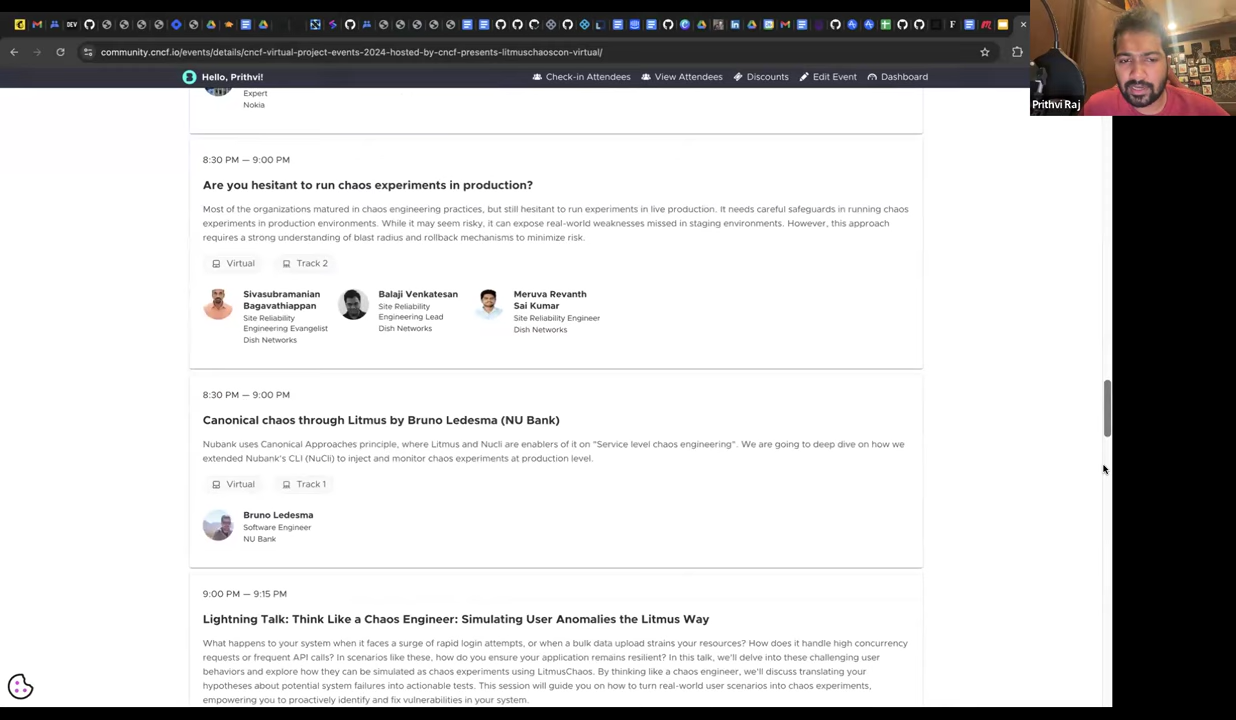 community.cncf.io/events/details/cncf-virtual-project-events-2024-hosted-by-cncf-presents-litmuschaoscon-virtual/
Hello, Prithvi!
Check-in Attendees
View Attendees
Discounts
Edit Event
Dashboard
Prithvi Raj
Expert
Nokia
8:30 PM — 9:00 PM
Are you hesitant to run chaos experiments in production?
Most of the organizations matured in chaos engineering practices, but still hesitant to run experiments in live production. It needs careful safeguards in running chaos
experiments in production environments. While it may seem risky, it can expose real-world weaknesses missed in staging environments. However, this approach
requires a strong understanding of blast radius and rollback mechanisms to minimize risk.
Virtual
Track 2
Sivasubramanian
Bagavathiappan
Site Reliability
Engineering Evangelist
Dish Networks
Balaji Venkatesan
Site Reliability
Engineering Lead
Dish Networks
Meruva Revanth
Sai Kumar
Site Reliability Engineer
Dish Networks
8:30 PM — 9:00 PM
Canonical chaos through Litmus by Bruno Ledesma (NU Bank)
Nubank uses Canonical Approaches principle, where Litmus and Nucli are enablers of it on "Service level chaos engineering". We are going to deep dive on how we
extended Nubank's CLI (NuCli) to inject and monitor chaos experiments at production level.
Virtual
Track 1
Bruno Ledesma
Software Engineer
NU Bank
9:00 PM — 9:15 PM
Lightning Talk: Think Like a Chaos Engineer: Simulating User Anomalies the Litmus Way
What happens to your system when it faces a surge of rapid login attempts, or when a bulk data upload strains your resources? How does it handle high concurrency
requests or frequent API calls? In scenarios like these, how do you ensure your application remains resilient? In this talk, we'll delve into these challenging user
behaviors and explore how they can be simulated as chaos experiments using LitmusChaos. By thinking like a chaos engineer, we'll discuss translating your
hypotheses about potential system failures into actionable tests. This session will guide you on how to turn real-world user scenarios into chaos experiments,
empowering you to proactively identify and fix vulnerabilities in your system.